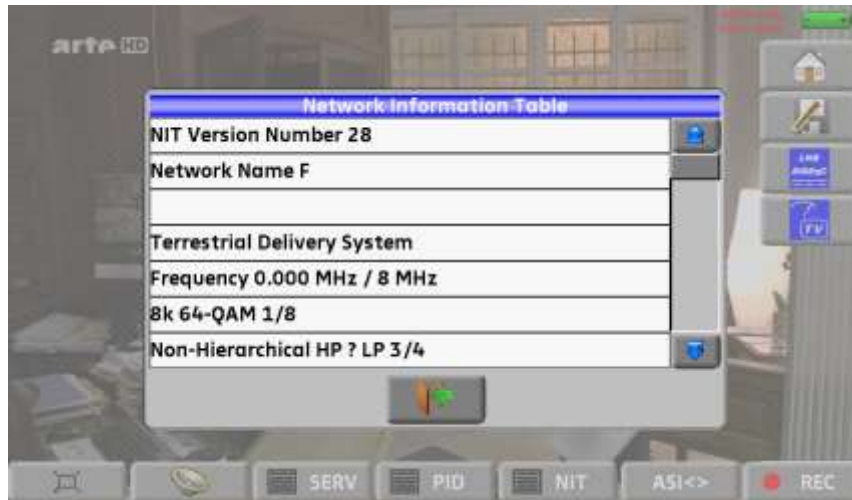 arte HD
Network Information Table
NIT Version Number 28
Network Name F
Terrestrial Delivery System
Frequency 0.000 MHz / 8 MHz
8k 64-QAM 1/8
Non-Hierarchical HP ? LP 3/4
TV
SERV
PID
NIT
ASI<>
REC